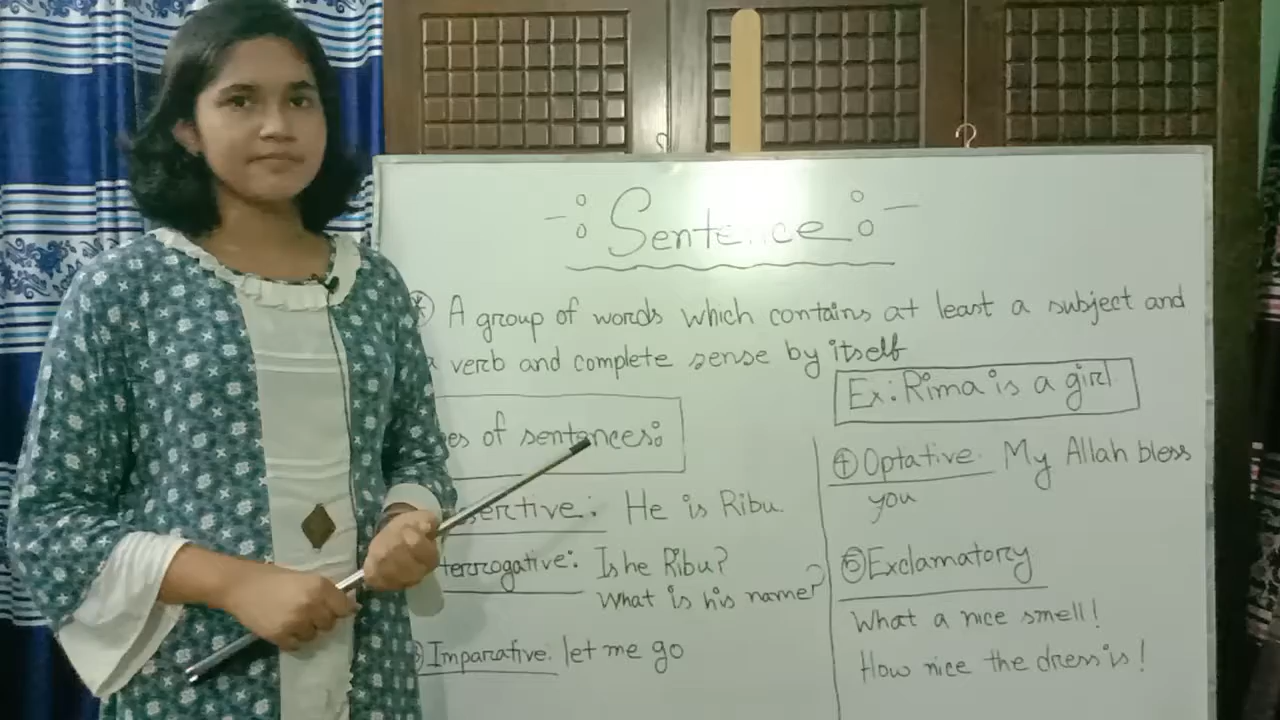 -: Sentence :-
* A group of words which contains at least a subject and
verb and complete sense by itself
Ex: Rima is a girl
of sentences:
He is Ribu.
Is he Ribu?
What is his name?
Imparative: let me go
④ Optative: My Allah bless
you
⑤ Exclamatory
What a nice smell!
How nice the dress is!